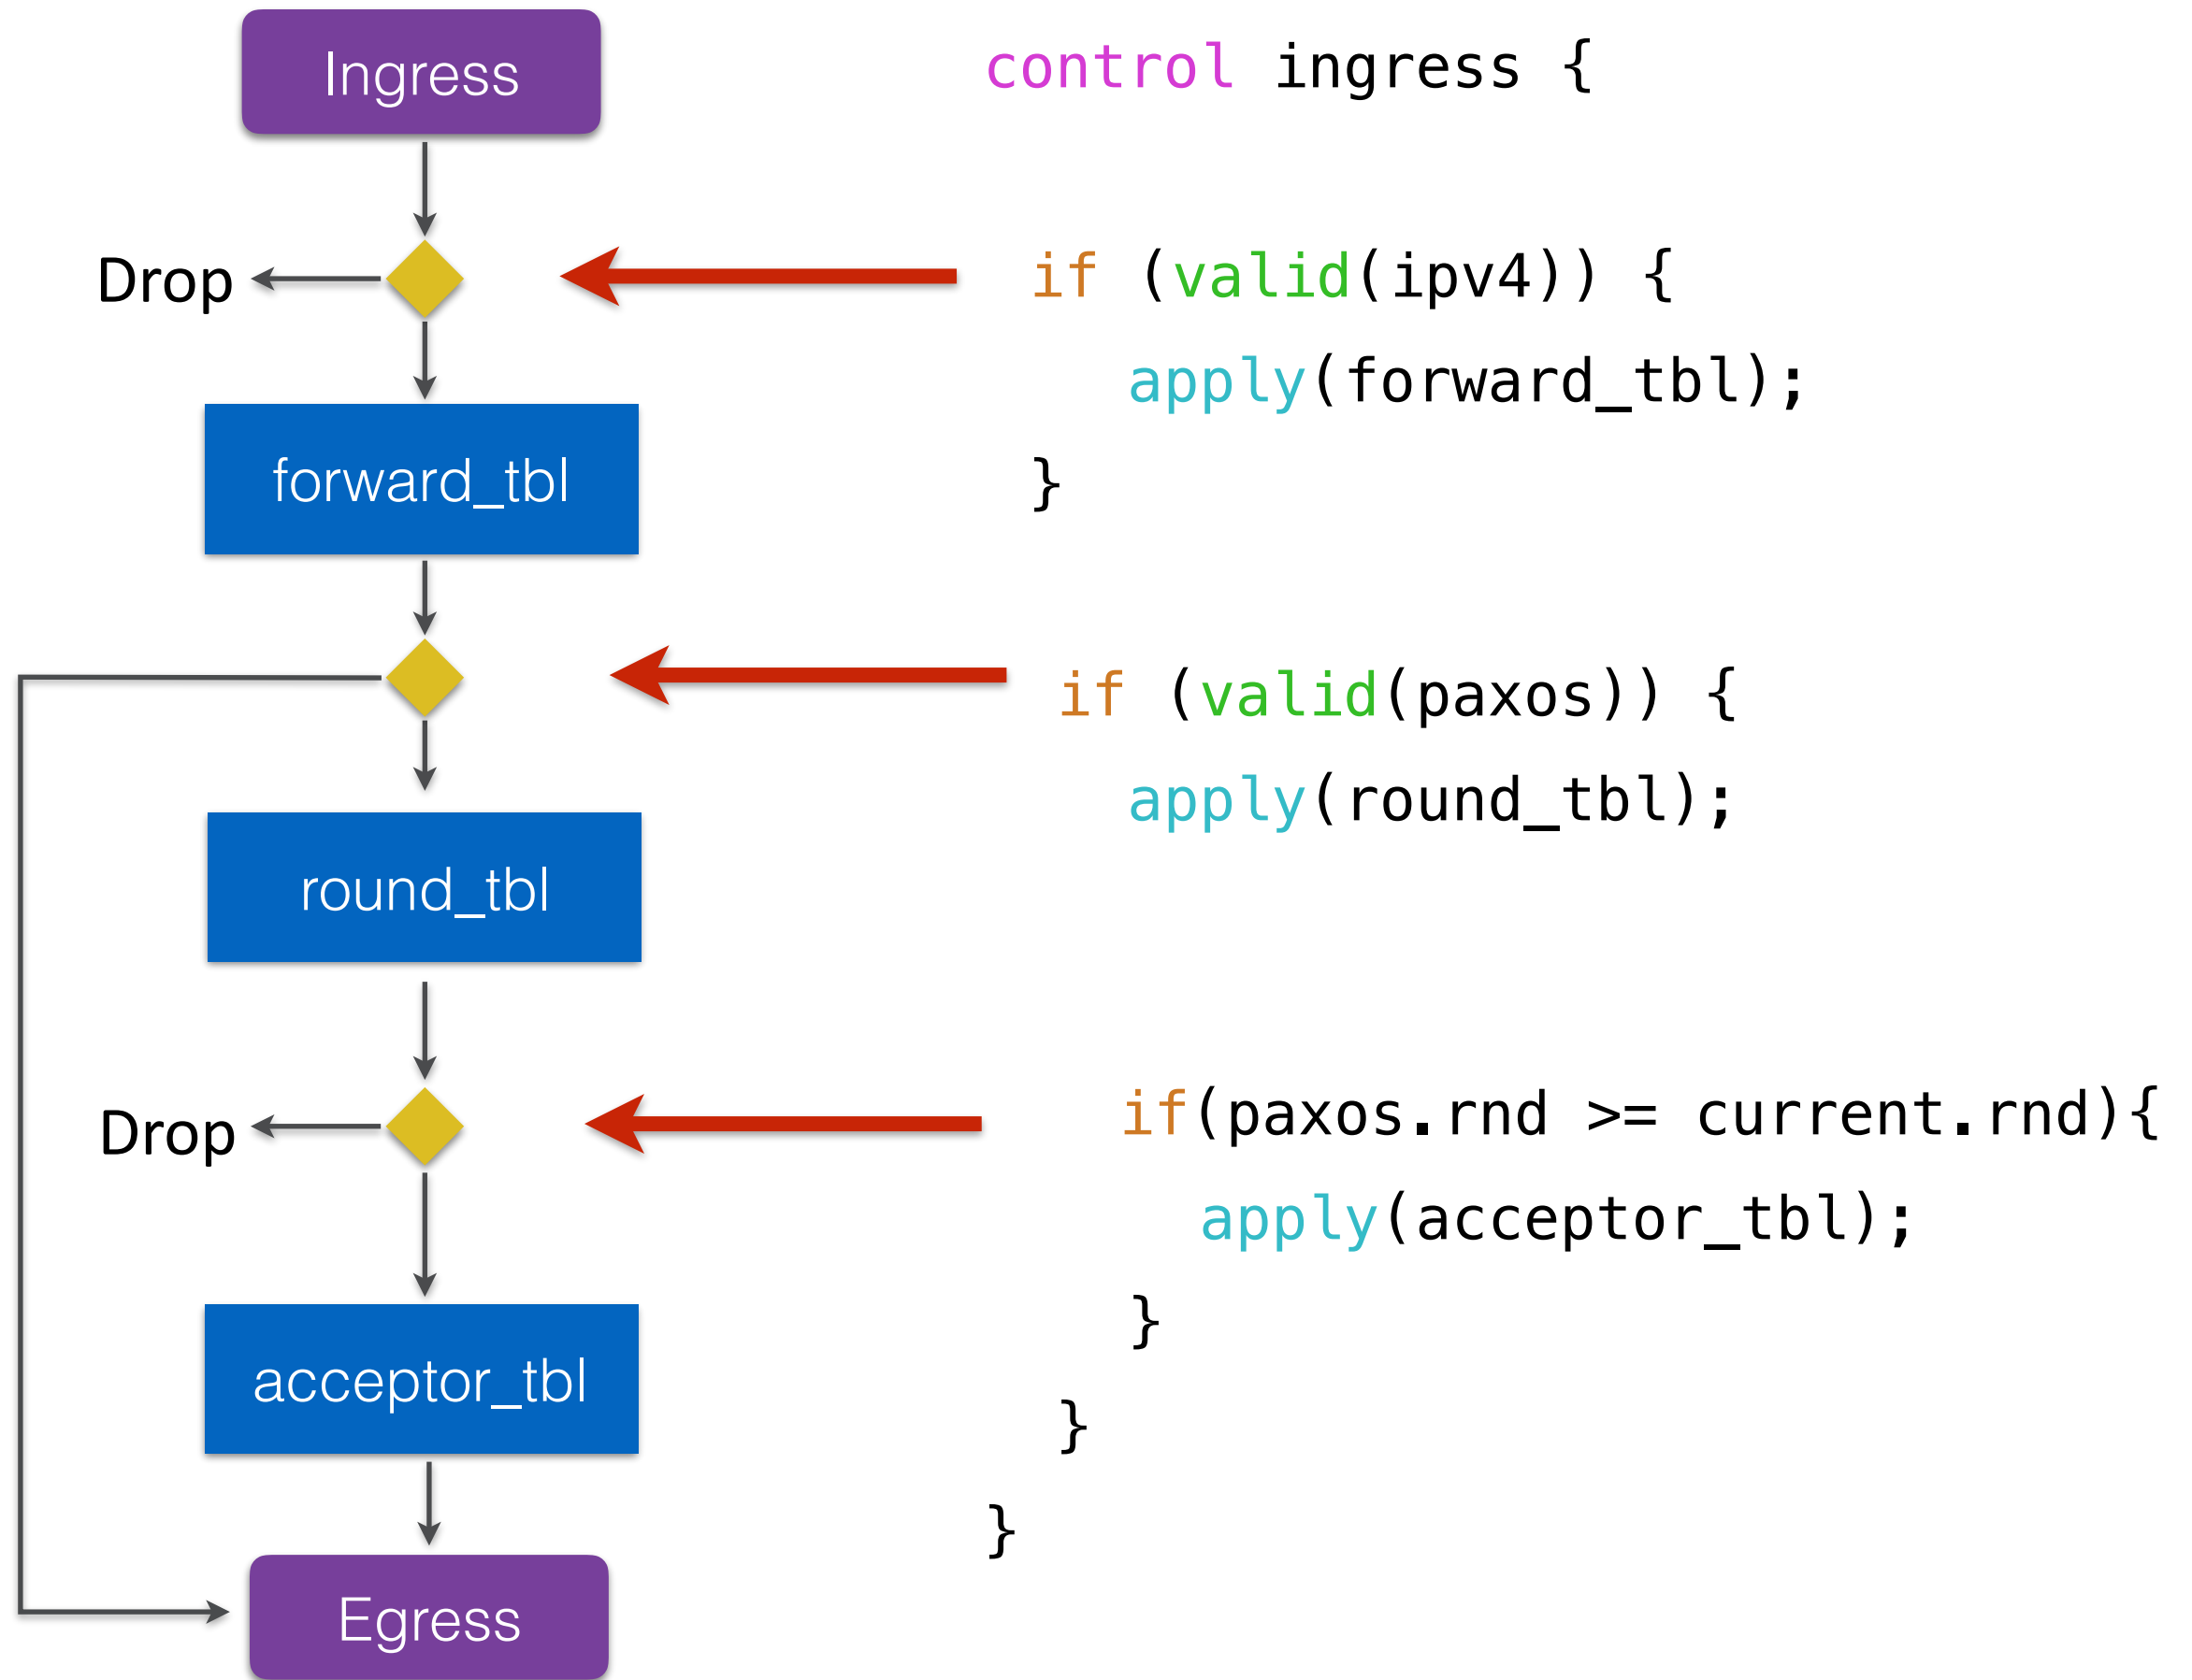 Ingress
Drop
forward_tbl
round_tbl
Drop
acceptor_tbl
Egress
control ingress {
if (valid(ipv4)) {
apply(forward_tbl);
}
if (valid(paxos)) {
apply(round_tbl);
if(paxos.rnd >= current.rnd){
apply(acceptor_tbl);
}
}
}